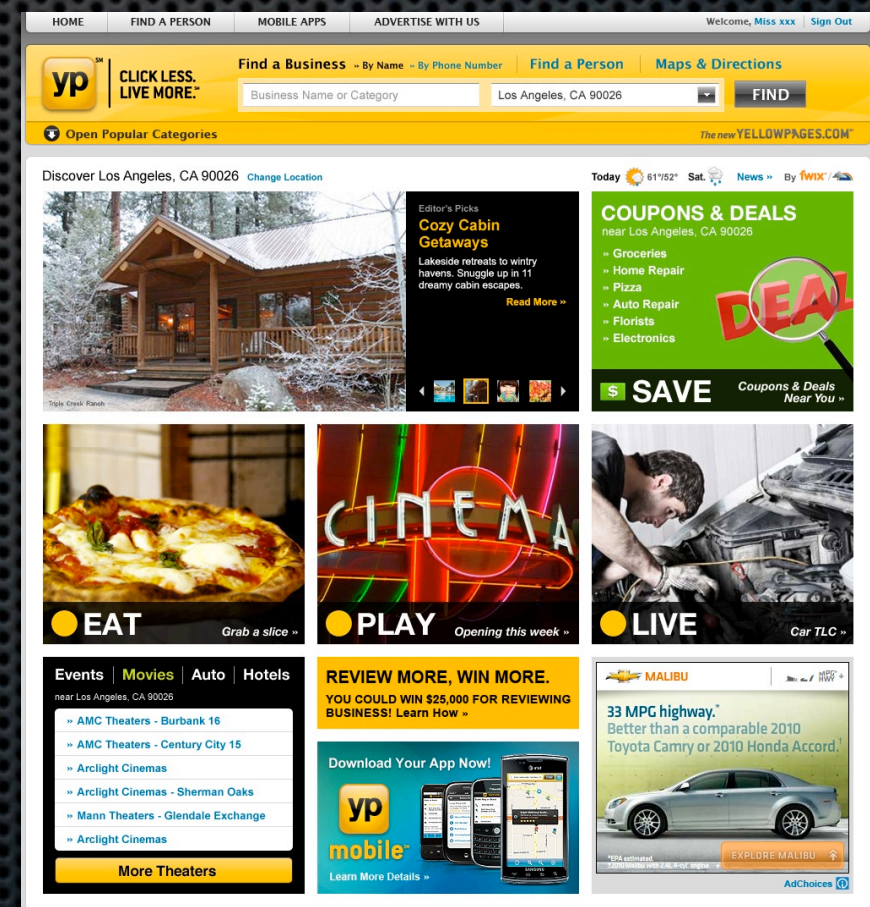 HOME FIND A PERSON MOBILE APPS ADVERTISE WITH US Welcome, Miss xxx Sign Out
yp SM CLICK LESS. LIVE MORE.℠
Find a Business » By Name » By Phone Number Find a Person Maps & Directions
Business Name or Category Los Angeles, CA 90026 FIND
Open Popular Categories The new YELLOWPAGES.COM
Discover Los Angeles, CA 90026 Change Location Today 61°/52° Sat. News » By fwix
Editor's Picks
Cozy Cabin
Getaways
Lakeside retreats to wintry
havens. Snuggle up in 11
dreamy cabin escapes.
Read More »
Triple Creek Ranch
COUPONS & DEALS
near Los Angeles, CA 90026
» Groceries
» Home Repair
» Pizza
» Auto Repair
» Florists
» Electronics
DEAL
$ SAVE Coupons & Deals
Near You »
CINEMA
EAT Grab a slice »
PLAY Opening this week »
LIVE Car TLC »
Events Movies Auto Hotels
near Los Angeles, CA 90026
» AMC Theaters - Burbank 16
» AMC Theaters - Century City 15
» Arclight Cinemas
» Arclight Cinemas - Sherman Oaks
» Mann Theaters - Glendale Exchange
» Arclight Cinemas
More Theaters
REVIEW MORE, WIN MORE.
YOU COULD WIN $25,000 FOR REVIEWING
BUSINESS! Learn How »
Download Your App Now!
yp
mobile
Learn More Details »
at&t
SAMSUNG
MALIBU
MPG
HWY
33 MPG highway.*
Better than a comparable 2010
Toyota Camry or 2010 Honda Accord.†
*EPA estimated.
EXPLORE MALIBU
AdChoices